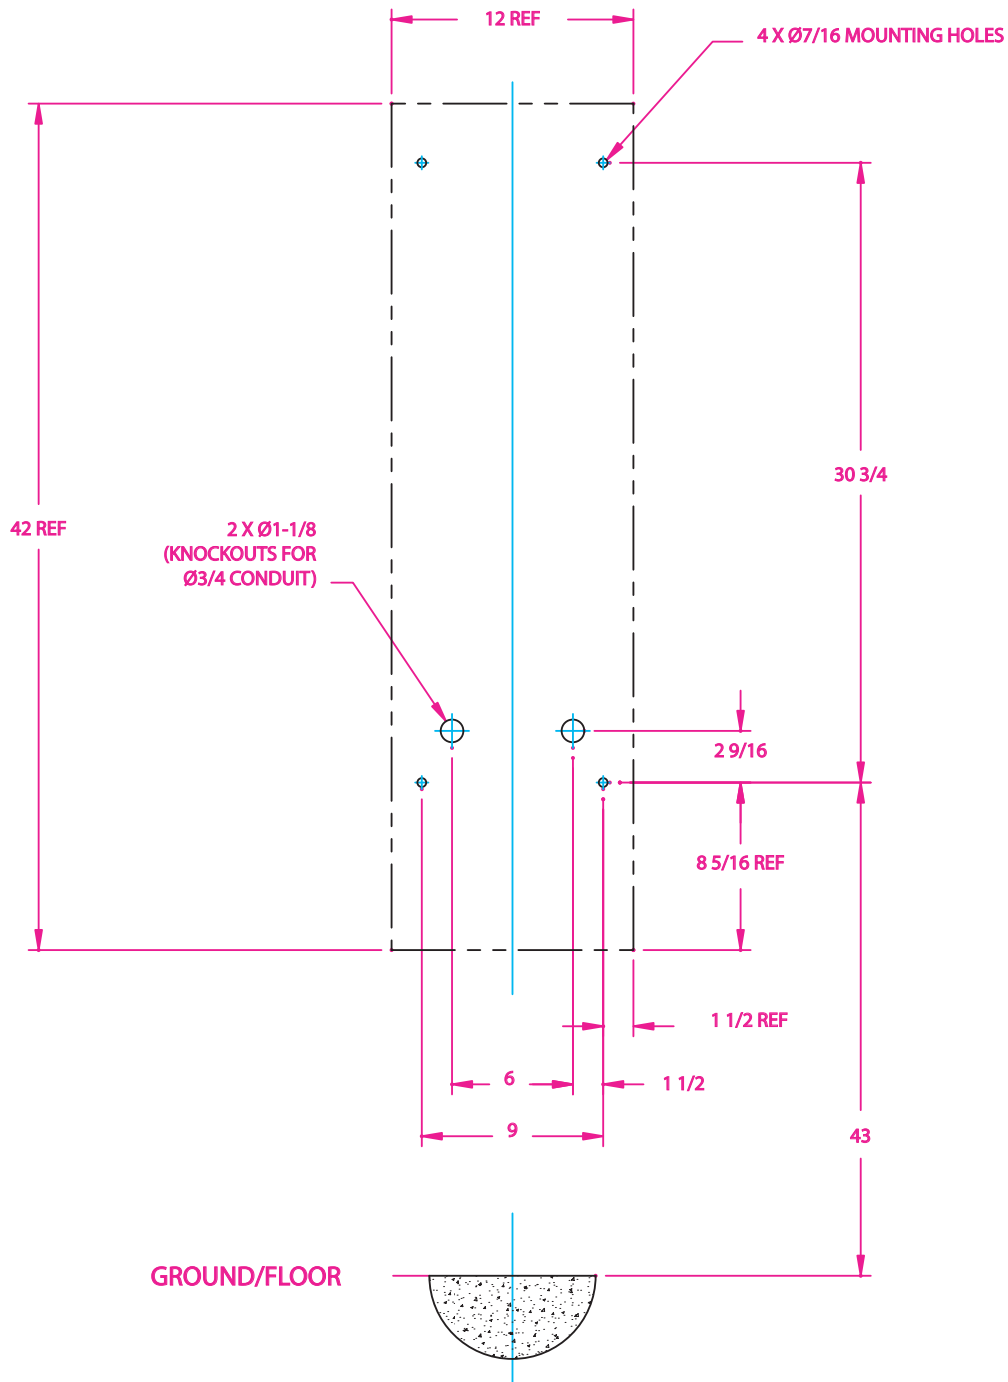 12 REF
4 X Ø7/16 MOUNTING HOLES
30 3/4
42 REF
2 X Ø1-1/8
(KNOCKOUTS FOR
Ø3/4 CONDUIT)
2 9/16
8 5/16 REF
1 1/2 REF
6
1 1/2
9
43
GROUND/FLOOR